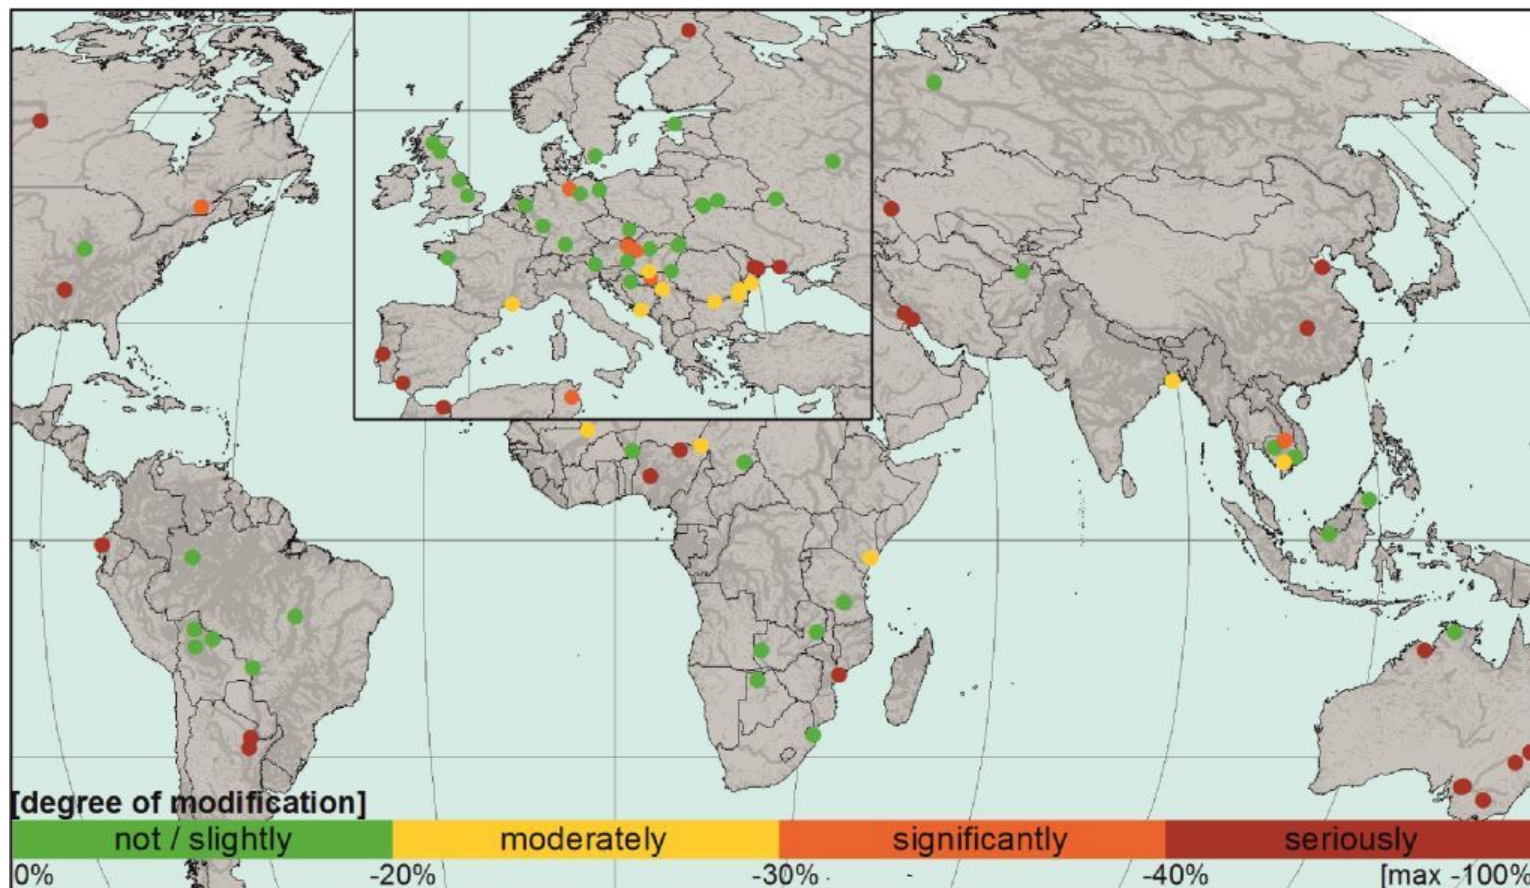 [degree of modification]
not / slightly moderately significantly seriously
0% -20% -30% -40% [max -100%